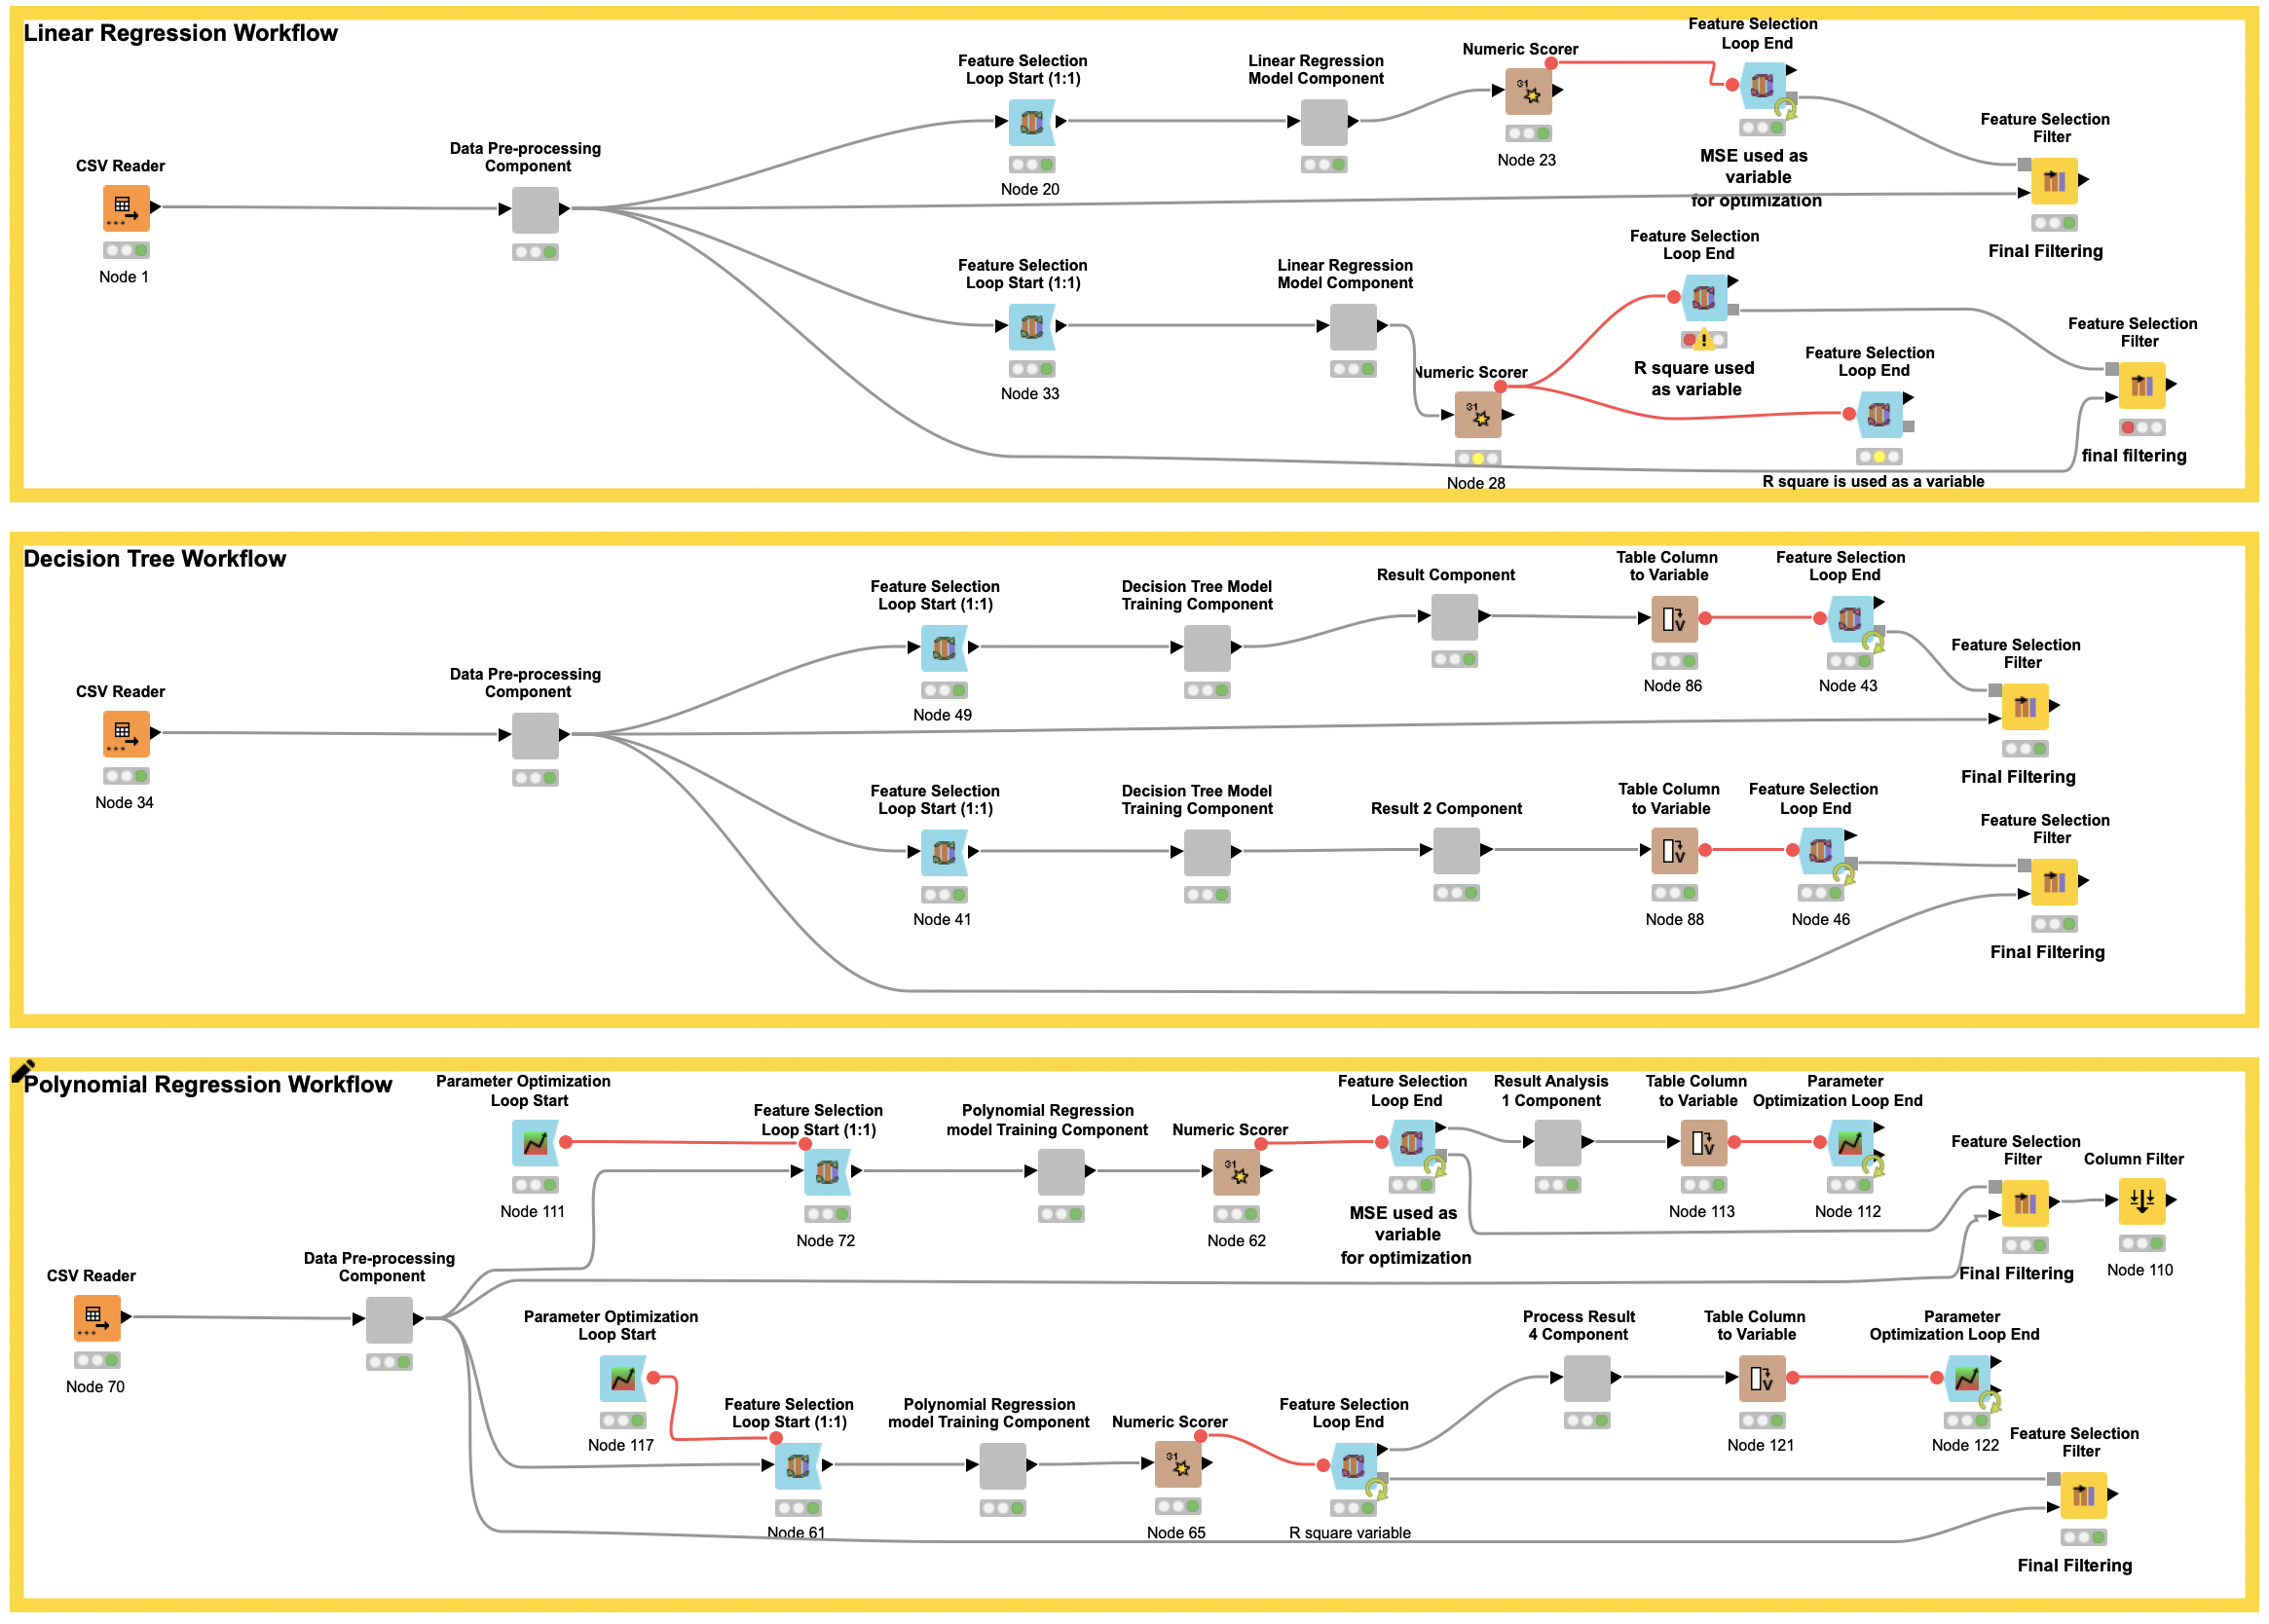 Linear Regression Workflow
CSV Reader
Node 1
Data Pre-processing
Component
Feature Selection
Loop Start (1:1)
Node 20
Linear Regression
Model Component
Numeric Scorer
Node 23
Feature Selection
Loop End
MSE used as
variable
for optimization
Feature Selection
Filter
Final Filtering
Feature Selection
Loop Start (1:1)
Node 33
Linear Regression
Model Component
Numeric Scorer
Node 28
Feature Selection
Loop End
R square used
as variable
Feature Selection
Loop End
R square is used as a variable
Feature Selection
Filter
final filtering
Decision Tree Workflow
CSV Reader
Node 34
Data Pre-processing
Component
Feature Selection
Loop Start (1:1)
Node 49
Decision Tree Model
Training Component
Result Component
Table Column
to Variable
Node 86
Feature Selection
Loop End
Node 43
Feature Selection
Filter
Final Filtering
Feature Selection
Loop Start (1:1)
Node 41
Decision Tree Model
Training Component
Result 2 Component
Table Column
to Variable
Node 88
Feature Selection
Loop End
Node 46
Feature Selection
Filter
Final Filtering
Polynomial Regression Workflow
CSV Reader
Node 70
Data Pre-processing
Component
Parameter Optimization
Loop Start
Node 111
Feature Selection
Loop Start (1:1)
Node 72
Polynomial Regression
model Training Component
Numeric Scorer
Node 62
Feature Selection
Loop End
MSE used as
variable
for optimization
Result Analysis
1 Component
Table Column
to Variable
Node 113
Parameter
Optimization Loop End
Node 112
Feature Selection
Filter
Final Filtering
Column Filter
Node 110
Parameter Optimization
Loop Start
Node 117
Feature Selection
Loop Start (1:1)
Node 61
Polynomial Regression
model Training Component
Numeric Scorer
Node 65
Feature Selection
Loop End
R square variable
Process Result
4 Component
Table Column
to Variable
Node 121
Parameter
Optimization Loop End
Node 122
Feature Selection
Filter
Final Filtering